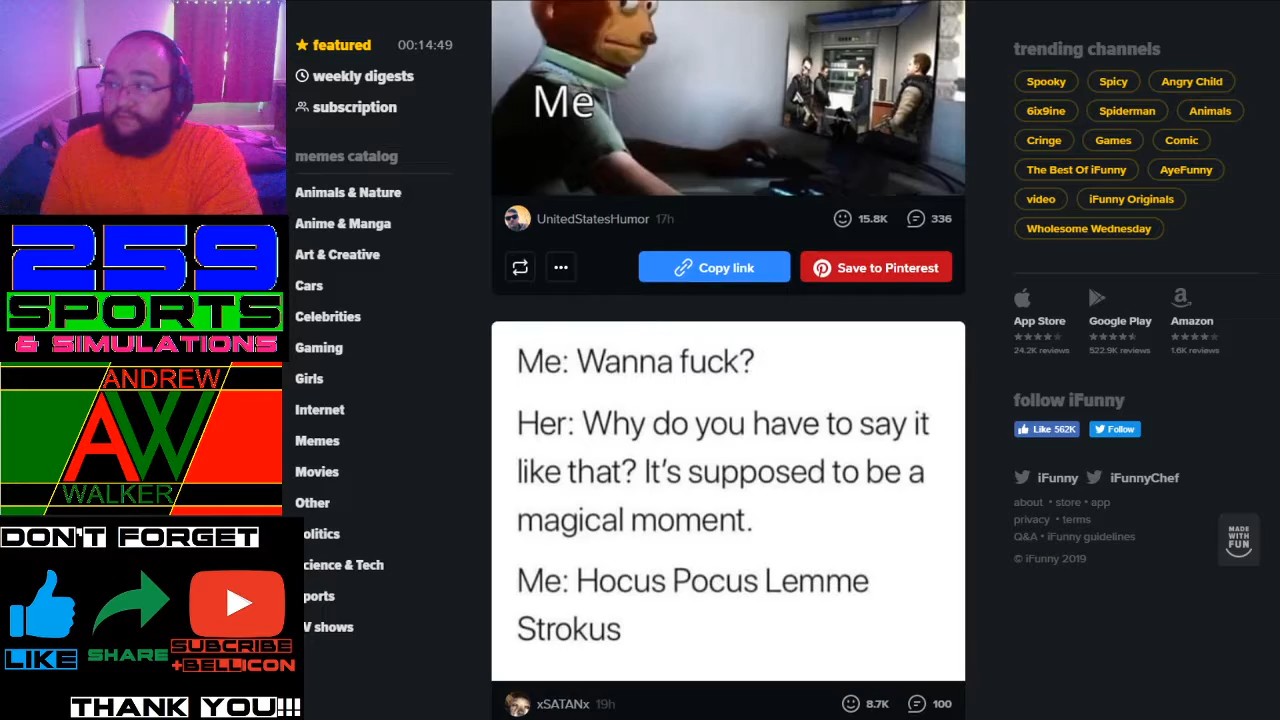 259
SPORTS
& SIMULATIONS
ANDREW
AW
WALKER
DON'T FORGET
LIKE
SHARE
SUBCRIBE
+BELLICON
THANK YOU!!!
featured
00:14:49
weekly digests
subscription
memes catalog
Animals & Nature
Anime & Manga
Art & Creative
Cars
Celebrities
Gaming
Girls
Internet
Memes
Movies
Other
olitics
cience & Tech
ports
V shows
Me
UnitedStatesHumor 17h
15.8K
336
Copy link
Save to Pinterest
Me: Wanna fuck?
Her: Why do you have to say it
like that? It's supposed to be a
magical moment.
Me: Hocus Pocus Lemme
Strokus
xSATANx 19h
8.7K
100
trending channels
Spooky Spicy Angry Child
6ix9ine Spiderman Animals
Cringe Games Comic
The Best Of iFunny AyeFunny
video iFunny Originals
Wholesome Wednesday
App Store Google Play Amazon
24.2K reviews 522.9K reviews 1.6K reviews
follow iFunny
Like 562K Follow
iFunny iFunnyChef
about • store • app
privacy • terms
Q&A • iFunny guidelines
© iFunny 2019
MADE
WITH
FUN